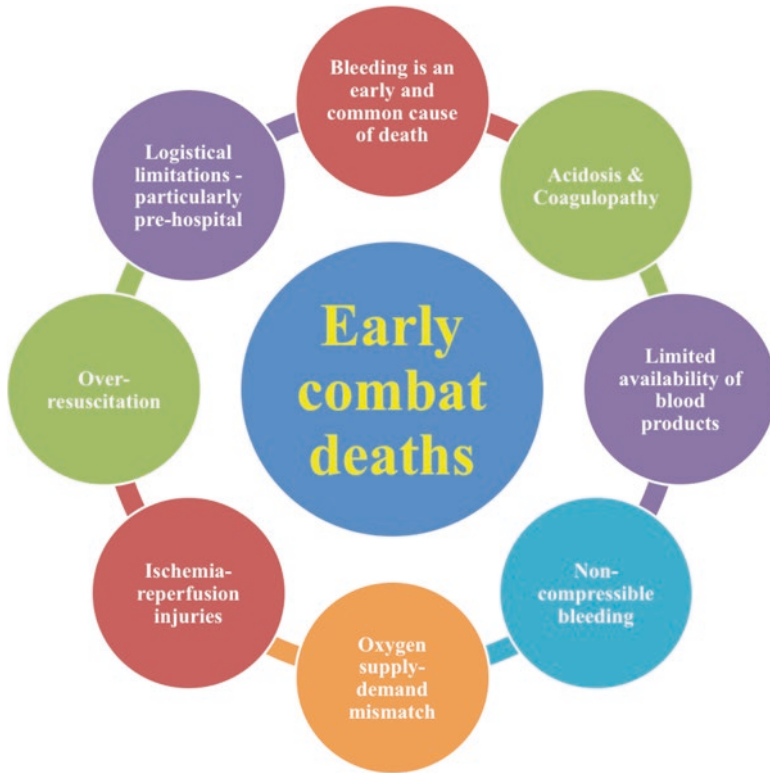 Bleeding is an
early and
common cause
of death
Acidosis &
Coagulopathy
Limited
availability of
blood
products
Non-
compressible
bleeding
Oxygen
supply-
demand
mismatch
Ischemia-
reperfusion
injuries
Over-
resuscitation
Logistical
limitations -
particularly
pre-hospital
Early
combat
deaths